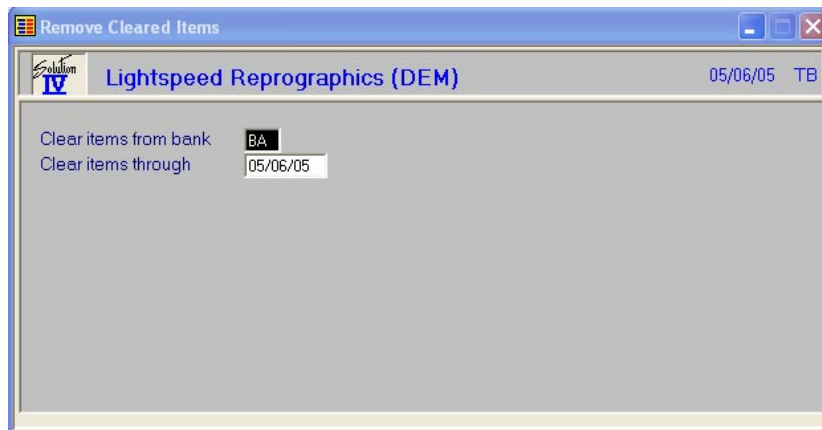 Remove Cleared Items
Solution
IV
Lightspeed Reprographics (DEM) 05/06/05 TB
Clear items from bank BA
Clear items through 05/06/05